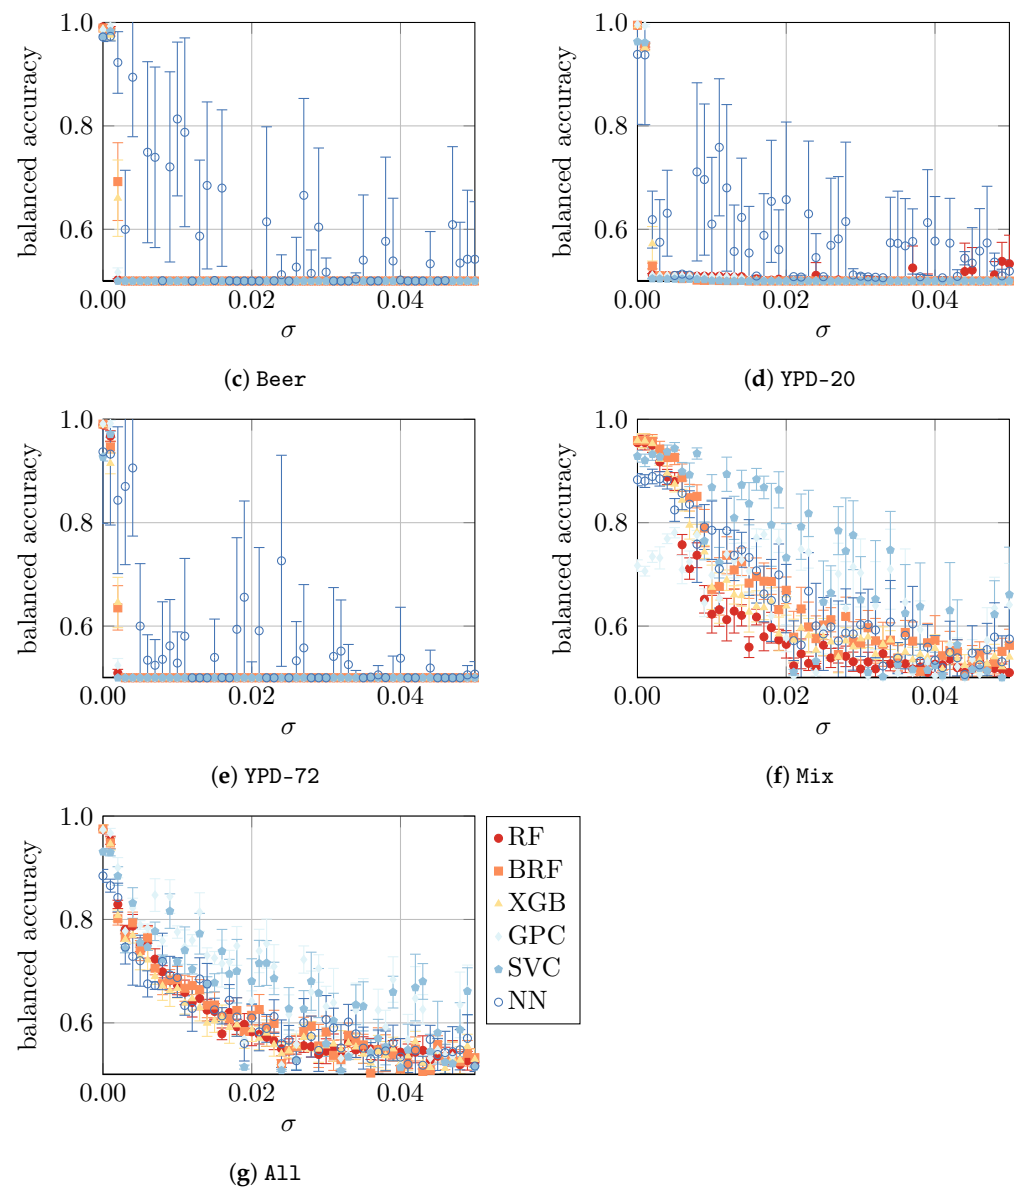 1.0
0.8
0.6
balanced accuracy
0.00 0.02 0.04
σ
(c) Beer
1.0
0.8
0.6
balanced accuracy
0.00 0.02 0.04
σ
(d) YPD-20
1.0
0.8
0.6
balanced accuracy
0.00 0.02 0.04
σ
(e) YPD-72
1.0
0.8
0.6
balanced accuracy
0.00 0.02 0.04
σ
(f) Mix
1.0
0.8
0.6
balanced accuracy
0.00 0.02 0.04
σ
(g) All
RF
BRF
XGB
GPC
SVC
NN